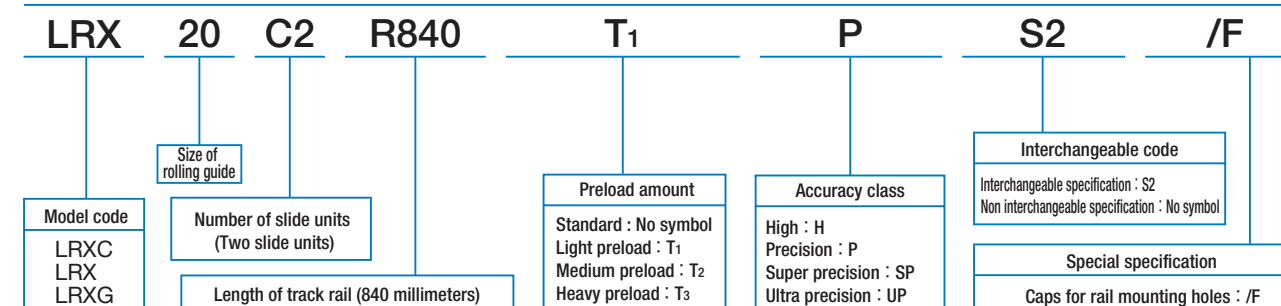 LRX 20 C2 R840 T1 P S2 /F
Size of
rolling guide
Model code
LRXC
LRX
LRXG
Number of slide units
(Two slide units)
Length of track rail (840 millimeters)
Preload amount
Standard : No symbol
Light preload : T1
Medium preload : T2
Heavy preload : T3
Accuracy class
High : H
Precision : P
Super precision : SP
Ultra precision : UP
Interchangeable code
Interchangeable specification : S2
Non interchangeable specification : No symbol
Special specification
Caps for rail mounting holes : /F